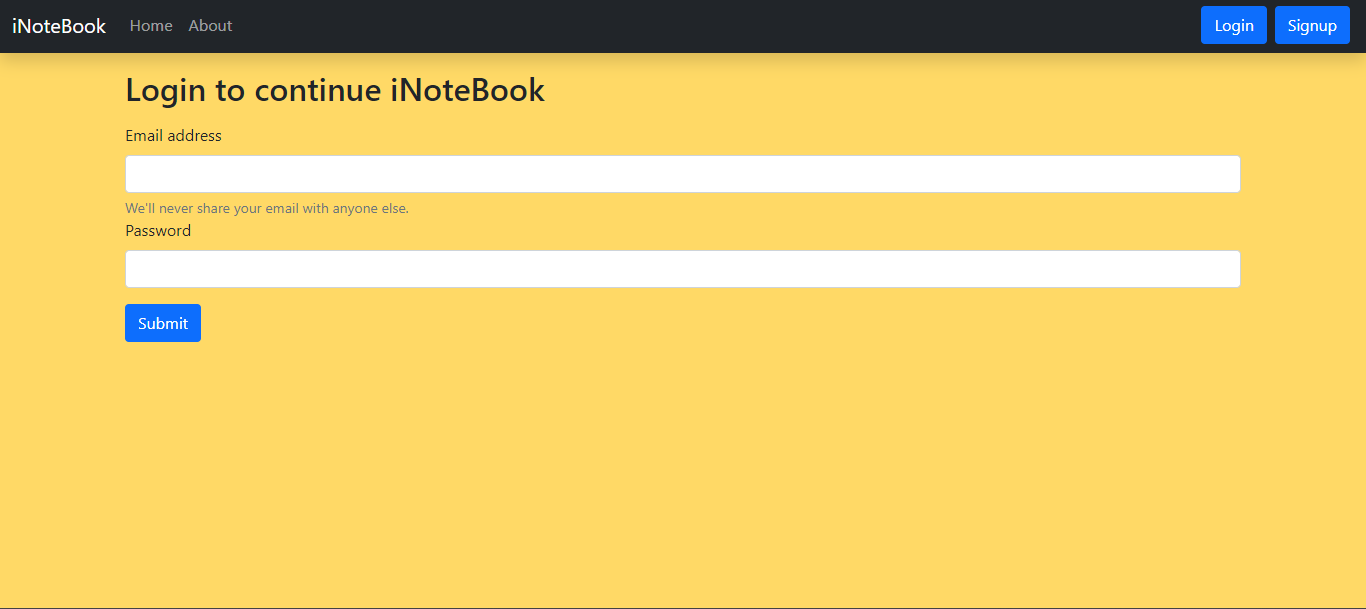 iNoteBook Home About Login Signup
Login to continue iNoteBook
Email address
We'll never share your email with anyone else.
Password
Submit